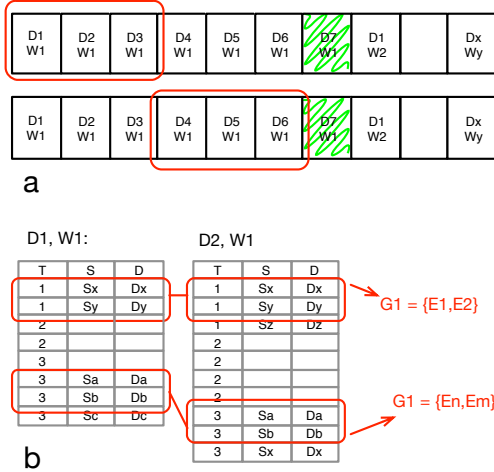 D1 D2 D3 D4 D5 D6 D7 D1 Dx
W1 W1 W1 W1 W1 W1 W1 W2 Wy
D1 D2 D3 D4 D5 D6 D7 D1 Dx
W1 W1 W1 W1 W1 W1 W1 W2 Wy
a
D1, W1:
T S D
1 Sx Dx
1 Sy Dy
2
2
3
3 Sa Da
3 Sb Db
3 Sc Dc
D2, W1
T S D
1 Sx Dx
1 Sy Dy
1 Sz Dz
2
2
2
2
3 Sa Da
3 Sb Db
3 Sx Dx
G1 = {E1,E2}
G1 = {En,Em}
b